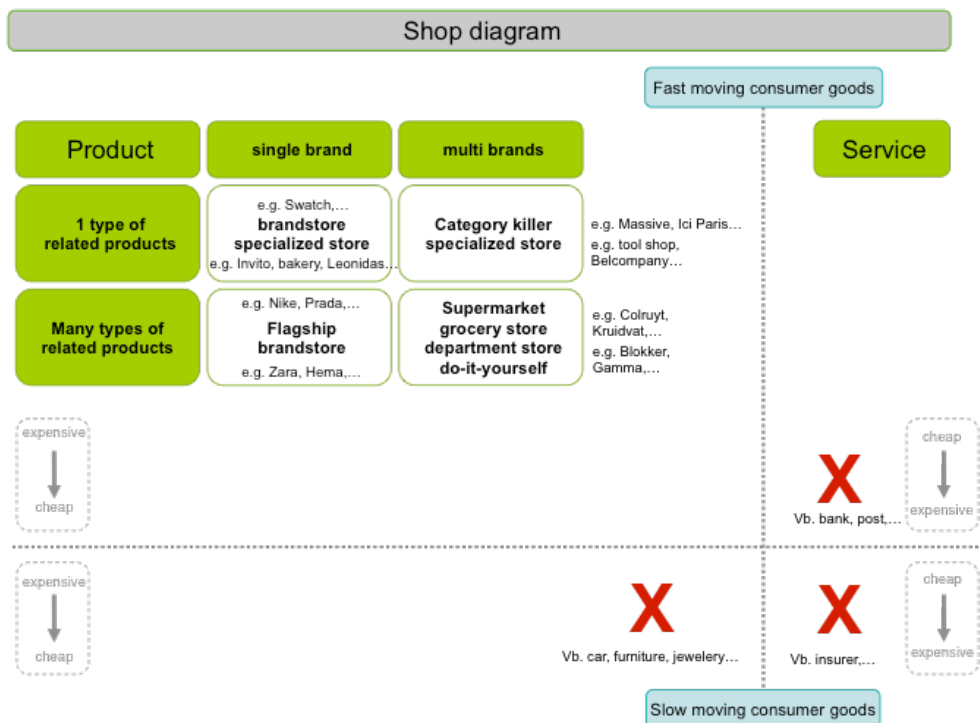 Shop diagram
Fast moving consumer goods
Product
single brand
multi brands
Service
1 type of
related products
e.g. Swatch,...
brandstore
specialized store
e.g. Invito, bakery, Leonidas...
Category killer
specialized store
e.g. Massive, Ici Paris...
e.g. tool shop,
Belcompany...
Many types of
related products
e.g. Nike, Prada,...
Flagship
brandstore
e.g. Zara, Hema,...
Supermarket
grocery store
department store
do-it-yourself
e.g. Colruyt,
Kruidvat,...
e.g. Blokker,
Gamma,...
expensive
cheap
X
Vb. bank, post,...
cheap
expensive
expensive
cheap
X
Vb. car, furniture, jewelery...
X
Vb. insurer,...
cheap
expensive
Slow moving consumer goods